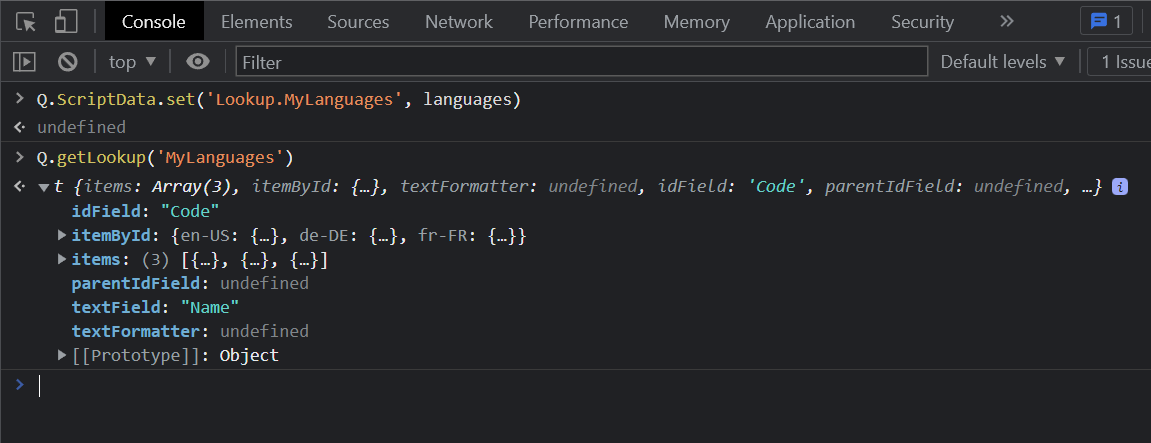 Console Elements Sources Network Performance Memory Application Security » 1
top ▼ Filter Default levels ▼ 1 Issue
> Q.ScriptData.set('Lookup.MyLanguages', languages)
undefined
> Q.getLookup('MyLanguages')
▼ t {items: Array(3), itemById: {…}, textFormatter: undefined, idField: 'Code', parentIdField: undefined, …} i
idField: "Code"
▶ itemById: {en-US: {…}, de-DE: {…}, fr-FR: {…}}
▶ items: (3) [{…}, {…}, {…}]
parentIdField: undefined
textField: "Name"
textFormatter: undefined
▶ [[Prototype]]: Object
>